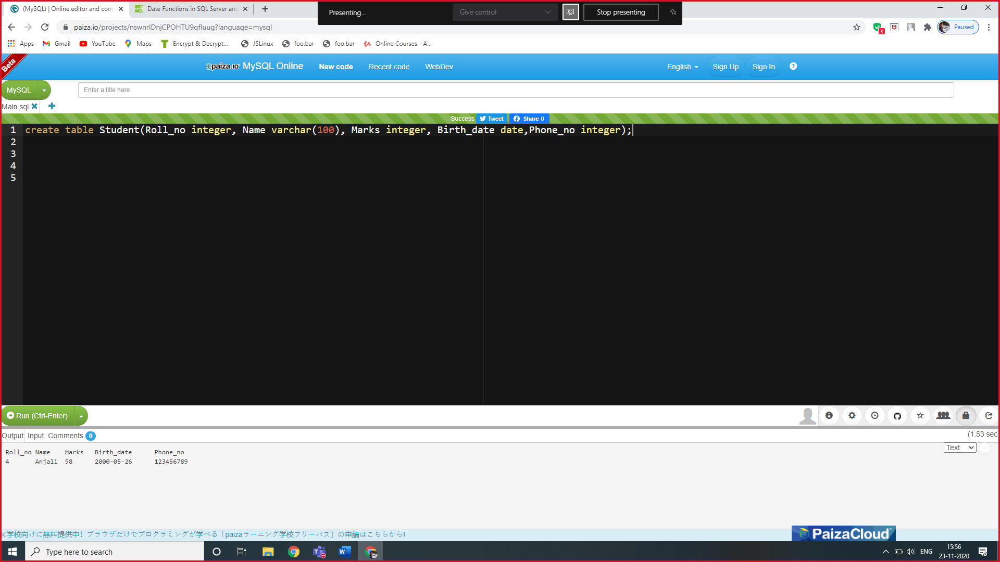 (MySQL) | Online editor and com
Date Functions in SQL Server and
Presenting...
Give control
Stop presenting
paiza.io/projects/nswnrIDnjCPOHTU9qfluug?language=mysql
3
Paused
Apps
Gmail
YouTube
Maps
Encrypt & Decrypt...
JSLinux
foo.bar
foo.bar
Online Courses - A...
Beta
paiza.io MySQL Online
New code
Recent code
WebDev
English
Sign Up
Sign In
MySQL
Enter a title here
Main.sql
Success
Tweet
Share 0
1 create table Student(Roll_no integer, Name varchar(100), Marks integer, Birth_date date,Phone_no integer);
2
3
4
5
Run (Ctrl-Enter)
Output Input Comments 0
(1.53 sec
Text
Roll_no Name Marks Birth_date Phone_no
4 Anjali 98 2000-05-26 123456789
学校向けに無料提供中！ブラウザだけでプログラミングが学べる「paizaラーニング学校フリーパス」の申請はこちらから!
PaizaCloud
Type here to search
ENG
15:56
23-11-2020